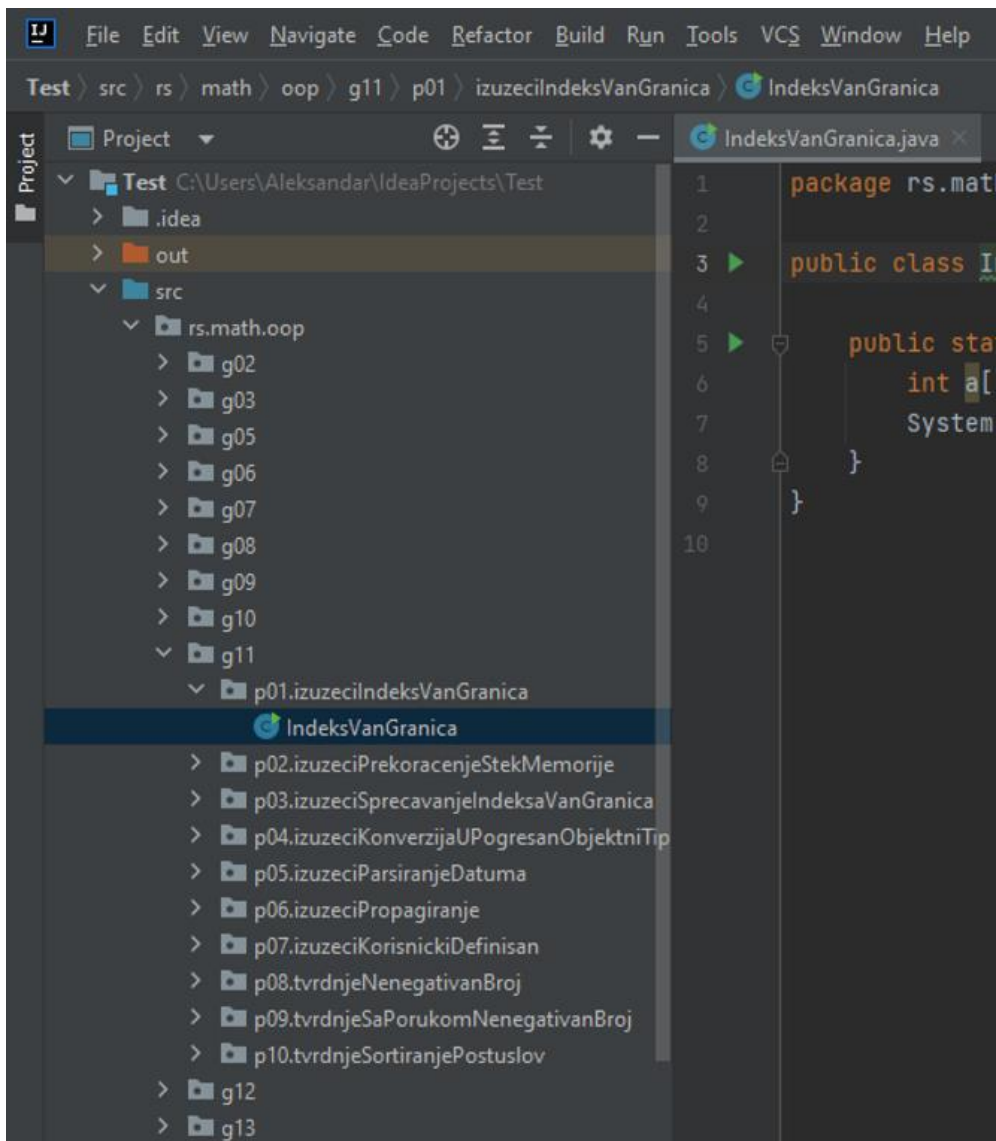 IJ File Edit View Navigate Code Refactor Build Run Tools VCS Window Help
Test src rs math oop g11 p01 izuzeciIndeksVanGranica IndeksVanGranica
Project
Project
IndeksVanGranica.java
Test C:\Users\Aleksandar\IdeaProjects\Test
.idea
out
src
rs.math.oop
g02
g03
g05
g06
g07
g08
g09
g10
g11
p01.izuzeciIndeksVanGranica
IndeksVanGranica
p02.izuzeciPrekoracenjeStekMemorije
p03.izuzeciSprecavanjeIndeksaVanGranica
p04.izuzeciKonverzijaUPogresanObjektniTip
p05.izuzeciParsiranjeDatuma
p06.izuzeciPropagiranje
p07.izuzeciKorisnickiDefinisan
p08.tvrdnjeNenegativanBroj
p09.tvrdnjeSaPorukomNenegativanBroj
p10.tvrdnjeSortiranjePostuslov
g12
g13
1 package rs.mat
2
3 public class I
4
5 public sta
6 int a[
7 System
8 }
9 }
10